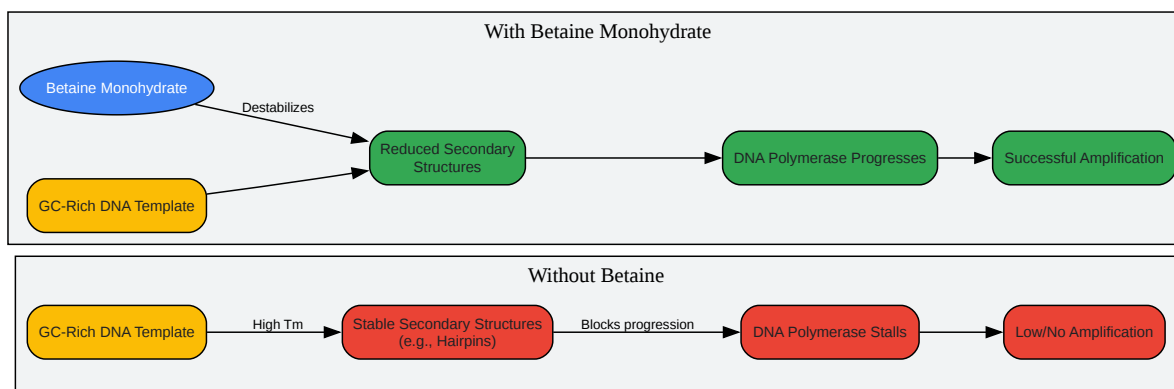 With Betaine Monohydrate
Betaine Monohydrate
Destabilizes
Reduced Secondary
Structures
DNA Polymerase Progresses
Successful Amplification
GC-Rich DNA Template
Without Betaine
GC-Rich DNA Template
High Tm
Stable Secondary Structures
(e.g., Hairpins)
Blocks progression
DNA Polymerase Stalls
Low/No Amplification